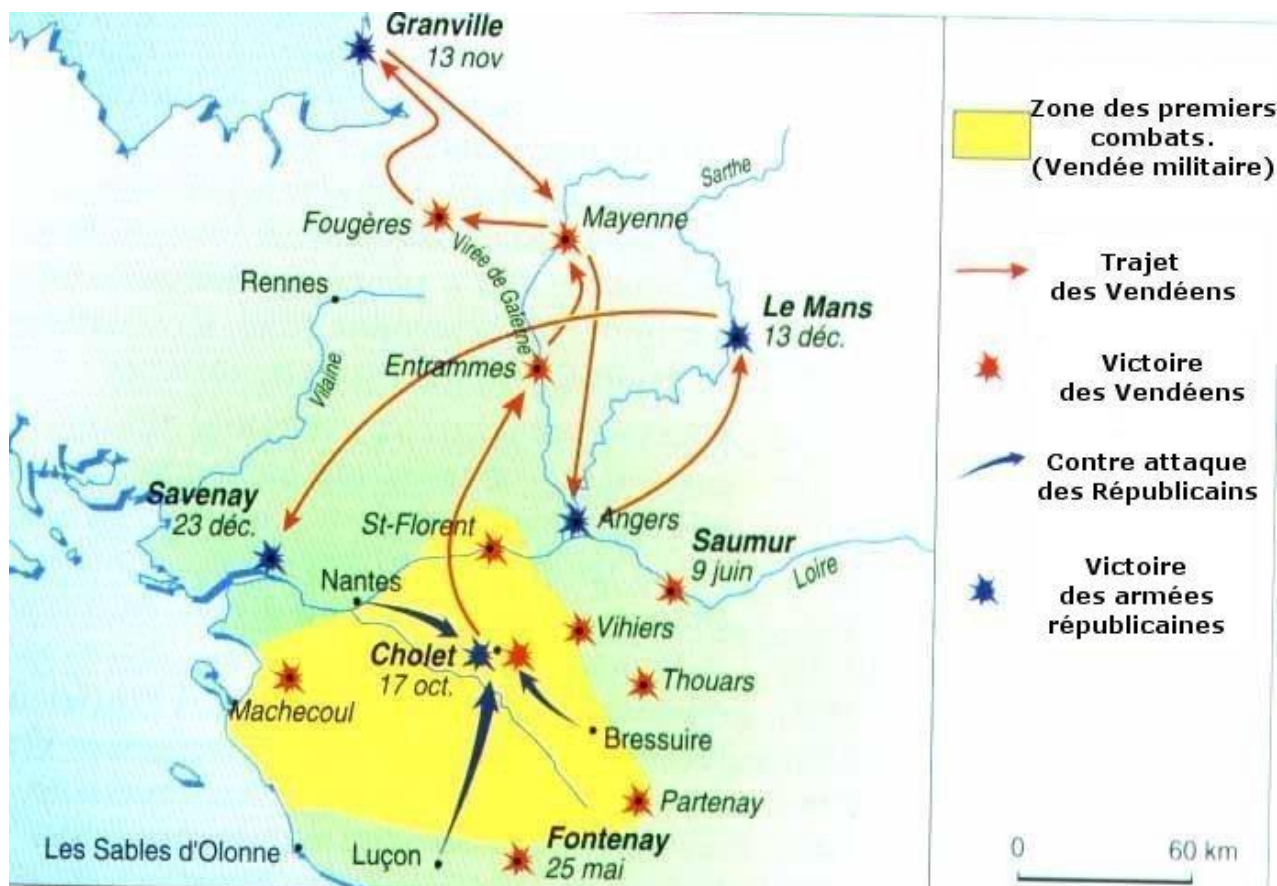 Granville
13 nov
Fougères
Mayenne
Sarthe
Virée de Galerne
Rennes
Le Mans
13 déc.
Vilaine
Entrammes
Savenay
23 déc.
St-Florent
Angers
Saumur
9 juin
Loire
Nantes
Vihiers
Cholet
17 oct.
Thouars
Machecoul
Bressuire
Partenay
Fontenay
25 mai
Les Sables d'Olonne
Luçon
Zone des premiers
combats.
(Vendée militaire)
Trajet
des Vendéens
Victoire
des Vendéens
Contre attaque
des Républicains
Victoire
des armées
républicaines
0 60 km